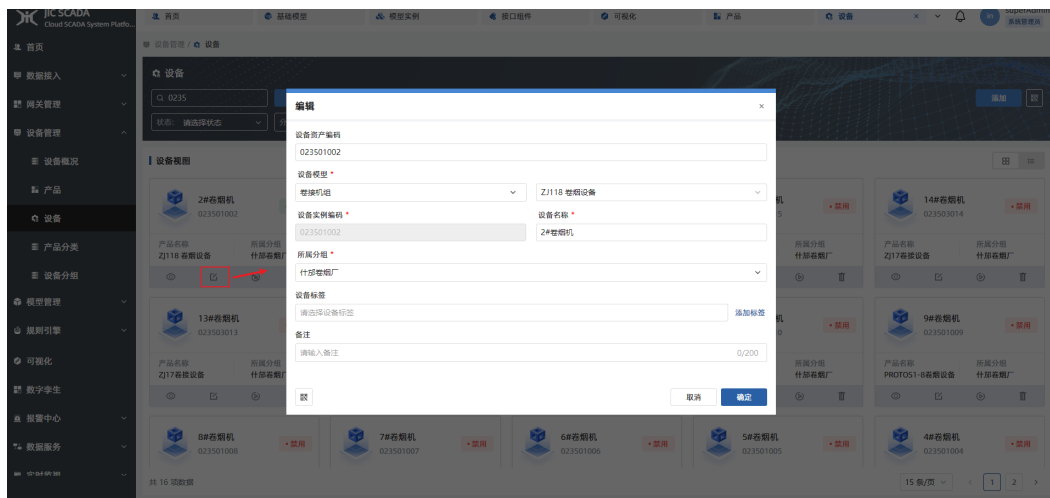 JIC SCADA
Cloud SCADA System Platfo...
首页
基础模型
模型实例
接口组件
可视化
产品
设备
superAdmin
系统管理员
首页
数据接入
网关管理
设备管理
设备概况
产品
设备
产品分类
设备分组
模型管理
规则引擎
可视化
数字孪生
报警中心
数据服务
实时监测
设备管理 / 设备
设备
0235
状态: 请选择状态
添加
设备视图
2#卷烟机
023501002
产品名称
所属分组
ZJ118 卷烟设备
什邡卷烟厂
禁用
所属分组
什邡卷烟厂
14#卷烟机
023503014
禁用
产品名称
所属分组
ZJ17卷接设备
什邡卷烟厂
13#卷烟机
023503013
产品名称
所属分组
ZJ17卷接设备
什邡卷烟厂
禁用
所属分组
什邡卷烟厂
9#卷烟机
023501009
禁用
产品名称
所属分组
PROTOS1-8卷烟设备
什邡卷烟厂
8#卷烟机
023501008
禁用
7#卷烟机
023501007
禁用
6#卷烟机
023501006
禁用
5#卷烟机
023501005
禁用
4#卷烟机
023501004
禁用
共 16 项数据
15 条/页
1
2
编辑
设备资产编码
023501002
设备模型 *
卷接机组
ZJ118 卷烟设备
设备实例编码 *
设备名称 *
023501002
2#卷烟机
所属分组 *
什邡卷烟厂
设备标签
请选择设备标签
添加标签
备注
请输入备注
0/200
取消
确定